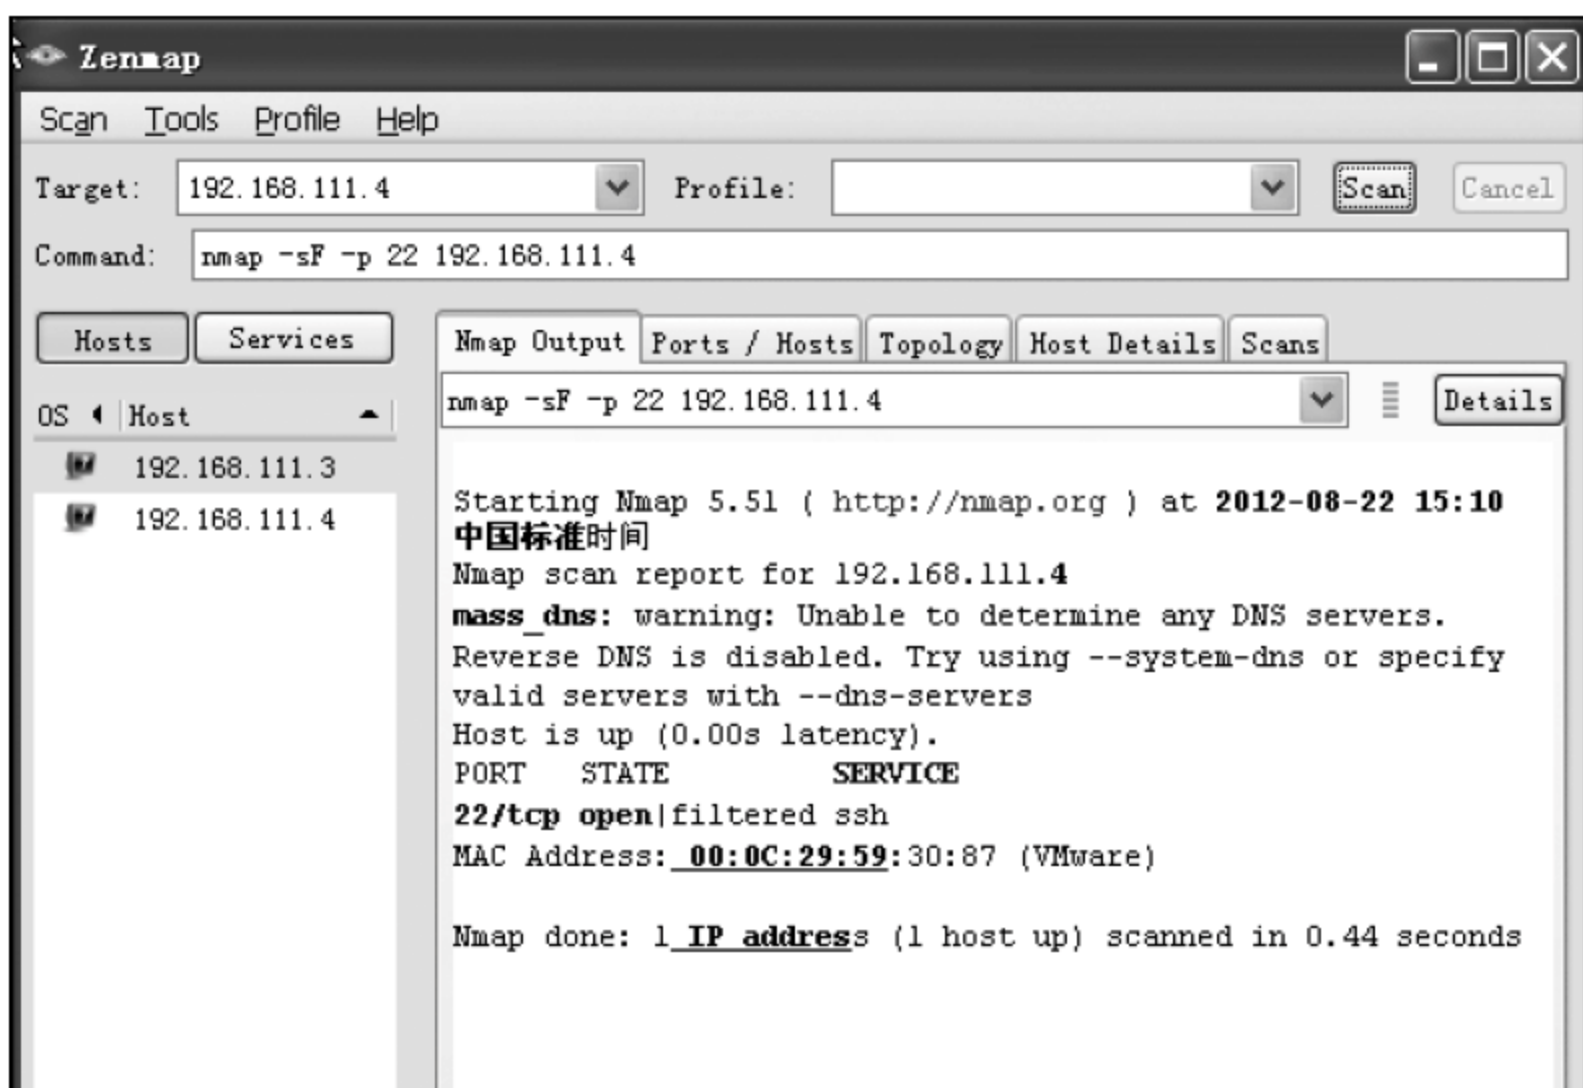 Zenmap
Scan Tools Profile Help
Target: 192.168.111.4 Profile: Scan Cancel
Command: nmap -sF -p 22 192.168.111.4
Hosts Services
Nmap Output Ports / Hosts Topology Host Details Scans
nmap -sF -p 22 192.168.111.4 Details
OS Host
192.168.111.3
192.168.111.4
Starting Nmap 5.51 ( http://nmap.org ) at 2012-08-22 15:10
中国标准时间
Nmap scan report for 192.168.111.4
mass_dns: warning: Unable to determine any DNS servers.
Reverse DNS is disabled. Try using --system-dns or specify
valid servers with --dns-servers
Host is up (0.00s latency).
PORT STATE SERVICE
22/tcp open|filtered ssh
MAC Address: 00:0C:29:59:30:87 (VMware)
Nmap done: 1 IP address (1 host up) scanned in 0.44 seconds